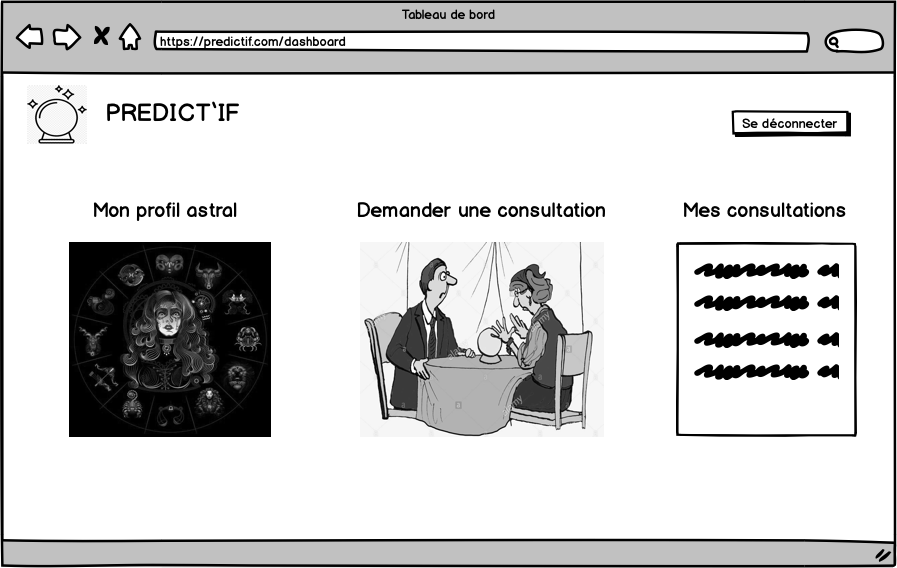 Tableau de bord
https://predictif.com/dashboard
PREDICT'IF
Se déconnecter
Mon profil astral
Demander une consultation
Mes consultations